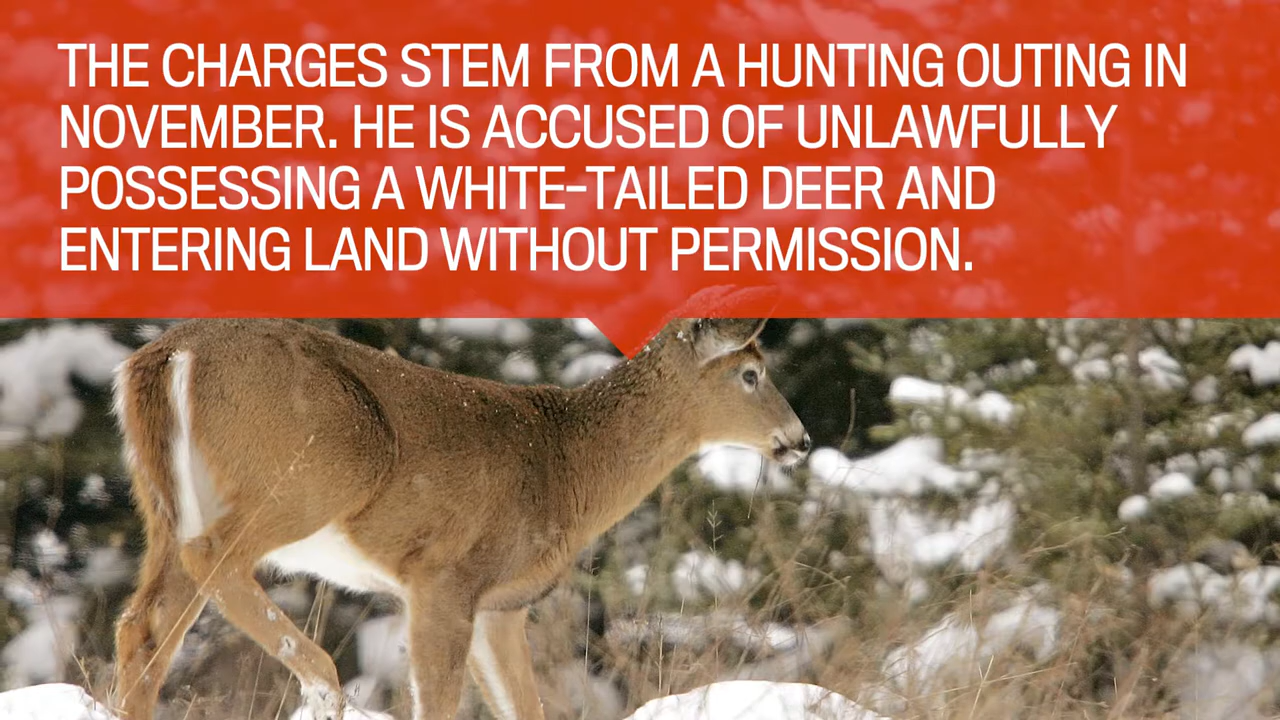 THE CHARGES STEM FROM A HUNTING OUTING IN
NOVEMBER. HE IS ACCUSED OF UNLAWFULLY
POSSESSING A WHITE-TAILED DEER AND
ENTERING LAND WITHOUT PERMISSION.